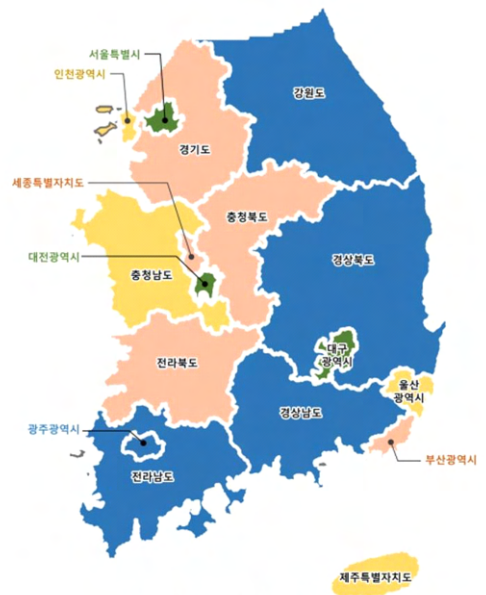 서울특별시
인천광역시
강원도
경기도
세종특별자치도
충청북도
대전광역시
충청남도
경상북도
대구
광역시
전라북도
울산
광역시
경상남도
광주광역시
전라남도
부산광역시
제주특별자치도